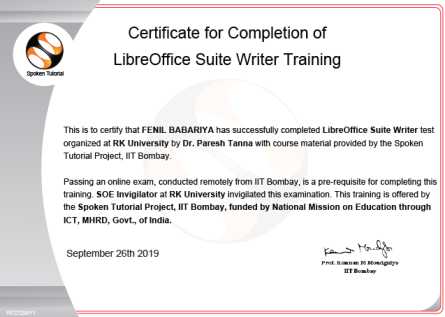 Certificate for Completion of
LibreOffice Suite Writer Training
Spoken Tutorial
This is to certify that FENIL BABARIYA has successfully completed LibreOffice Suite Writer test
organized at RK University by Dr. Paresh Tanna with course material provided by the Spoken
Tutorial Project, IIT Bombay.
Passing an online exam, conducted remotely from IIT Bombay, is a pre-requisite for completing this
training. SOE Invigilator at RK University invigilated this examination. This training is offered by
the Spoken Tutorial Project, IIT Bombay, funded by National Mission on Education through
ICT, MHRD, Govt., of India.
September 26th 2019
Prof. Kannan M Moudgalya
IIT Bombay